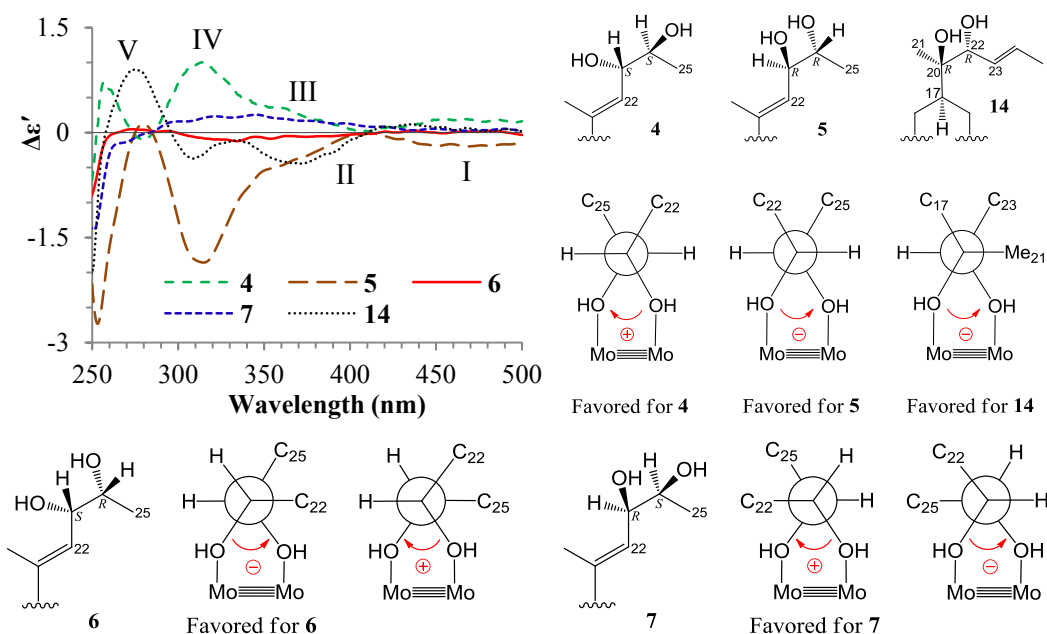 V
IV
III
II
I
1.5
0
-1.5
-3
Δε′
250 300 350 400 450 500
Wavelength (nm)
4 5 6
7 14
H OH
HO S S
25
22
4
HO H
OH
H R R
25
22
5
OH OH
21 22
20 R R
23
17
H
14
C25 C22
H H
HO OH
+
Mo Mo
Favored for 4
C22 C25
H H
HO OH
−
Mo Mo
Favored for 5
C17 C23
H Me21
HO OH
−
Mo Mo
Favored for 14
HO H
H
HO S R
25
22
6
H C25
H C22
HO OH
−
Mo Mo
Favored for 6
H C22
H C25
HO OH
+
Mo Mo
H OH
OH
H R S
25
22
7
C25 H
C22 H
HO OH
+
Mo Mo
Favored for 7
C22 H
C25 H
HO OH
−
Mo Mo